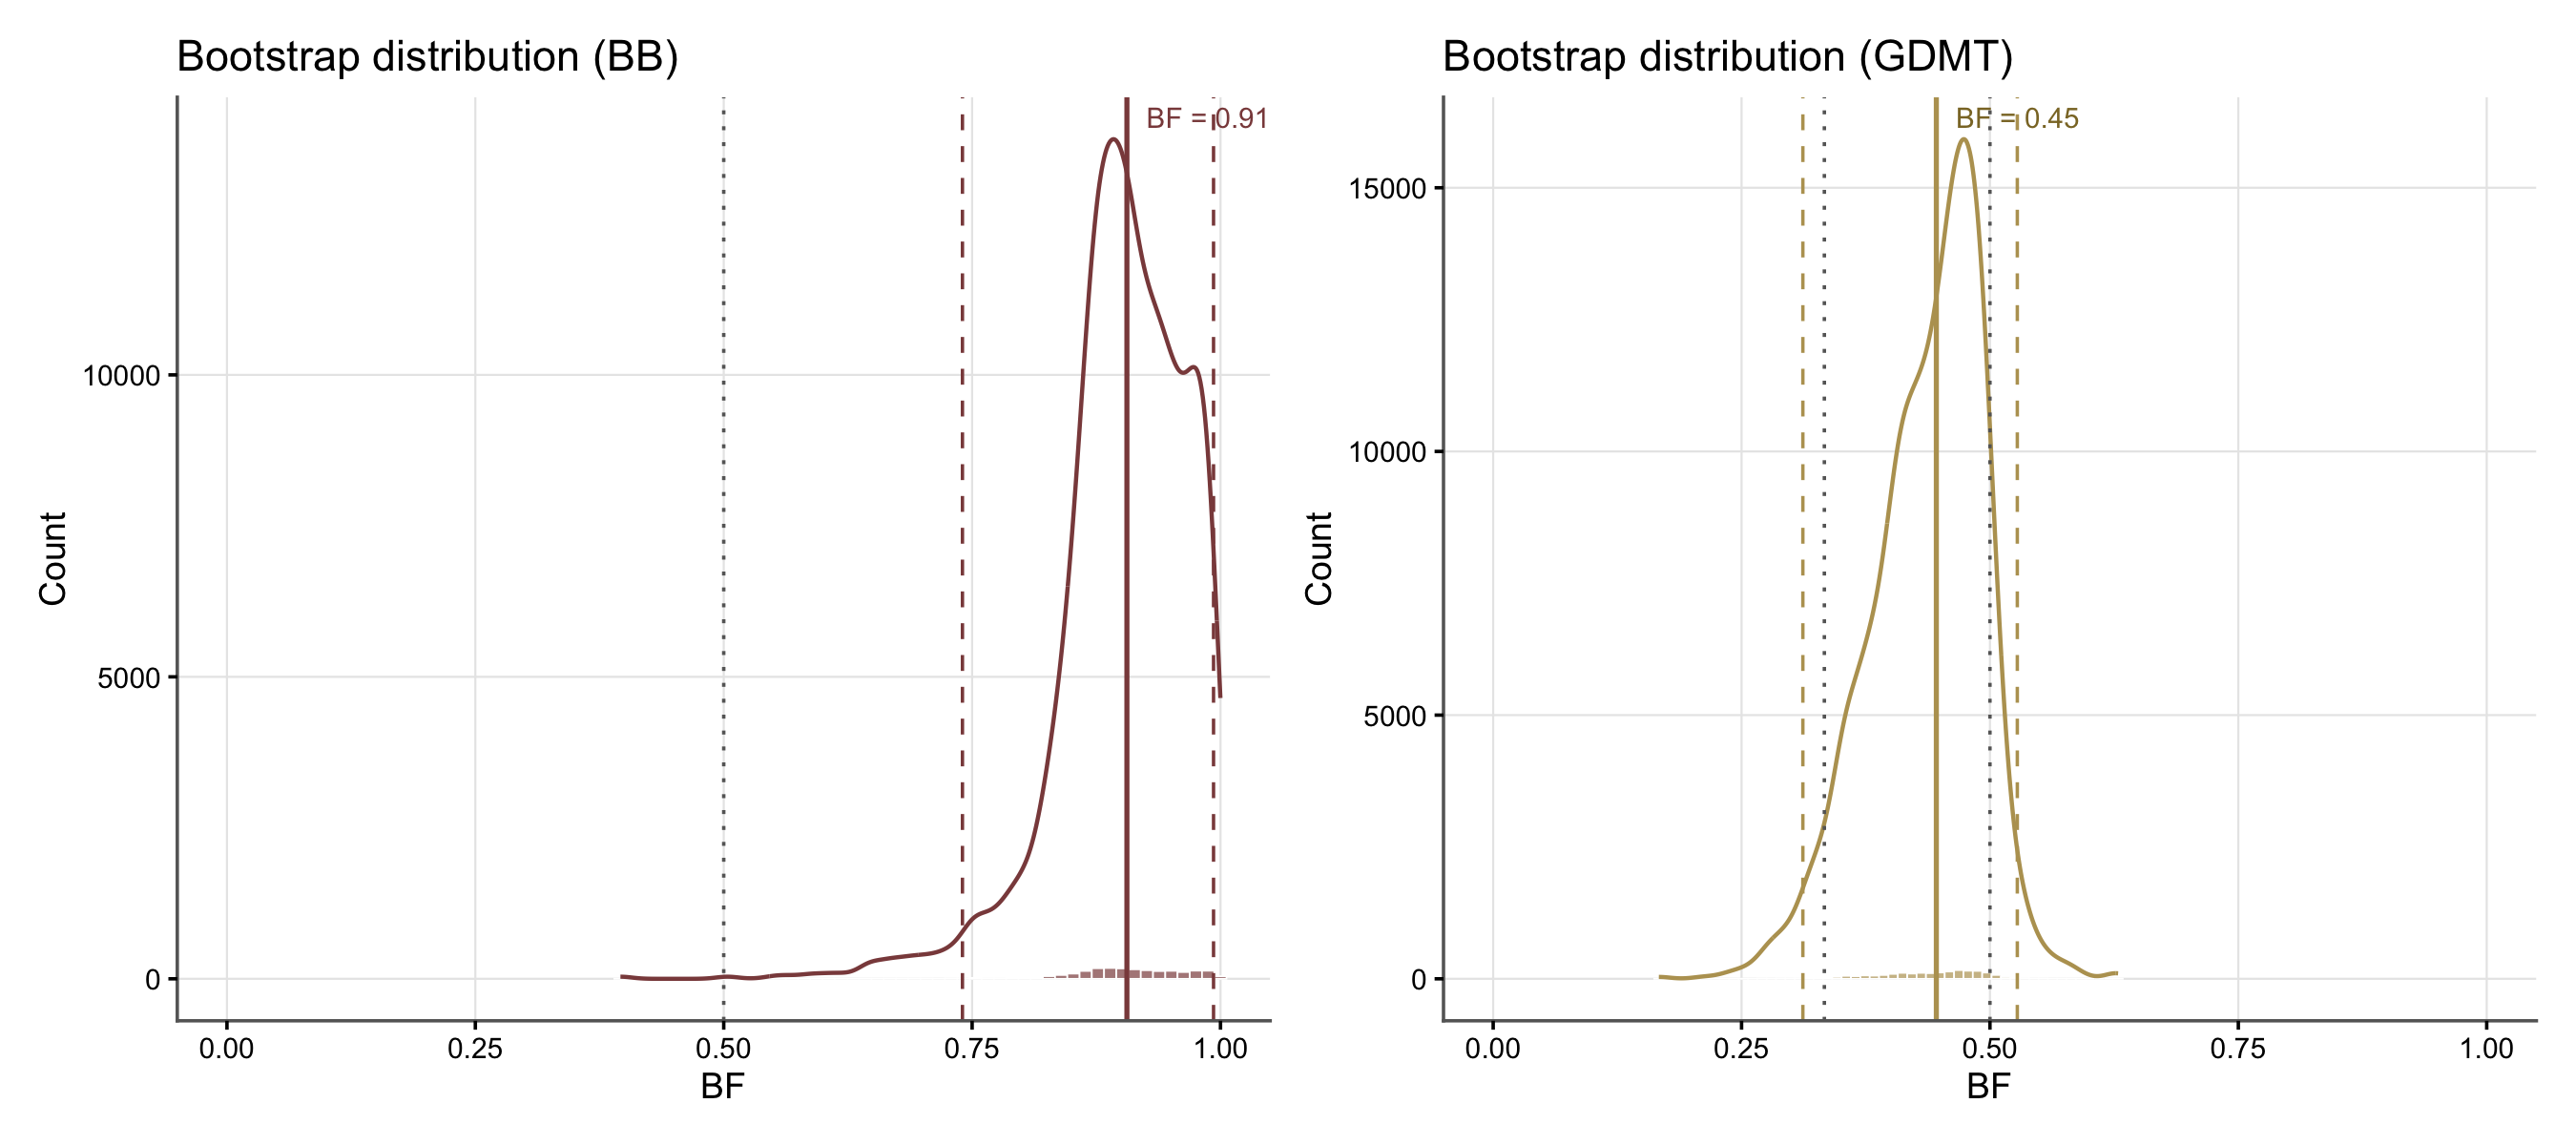 Bootstrap distribution (BB)
BF = 0.91
Count
10000
5000
0
0.00 0.25 0.50 0.75 1.00
BF
Bootstrap distribution (GDMT)
BF = 0.45
Count
15000
10000
5000
0
0.00 0.25 0.50 0.75 1.00
BF